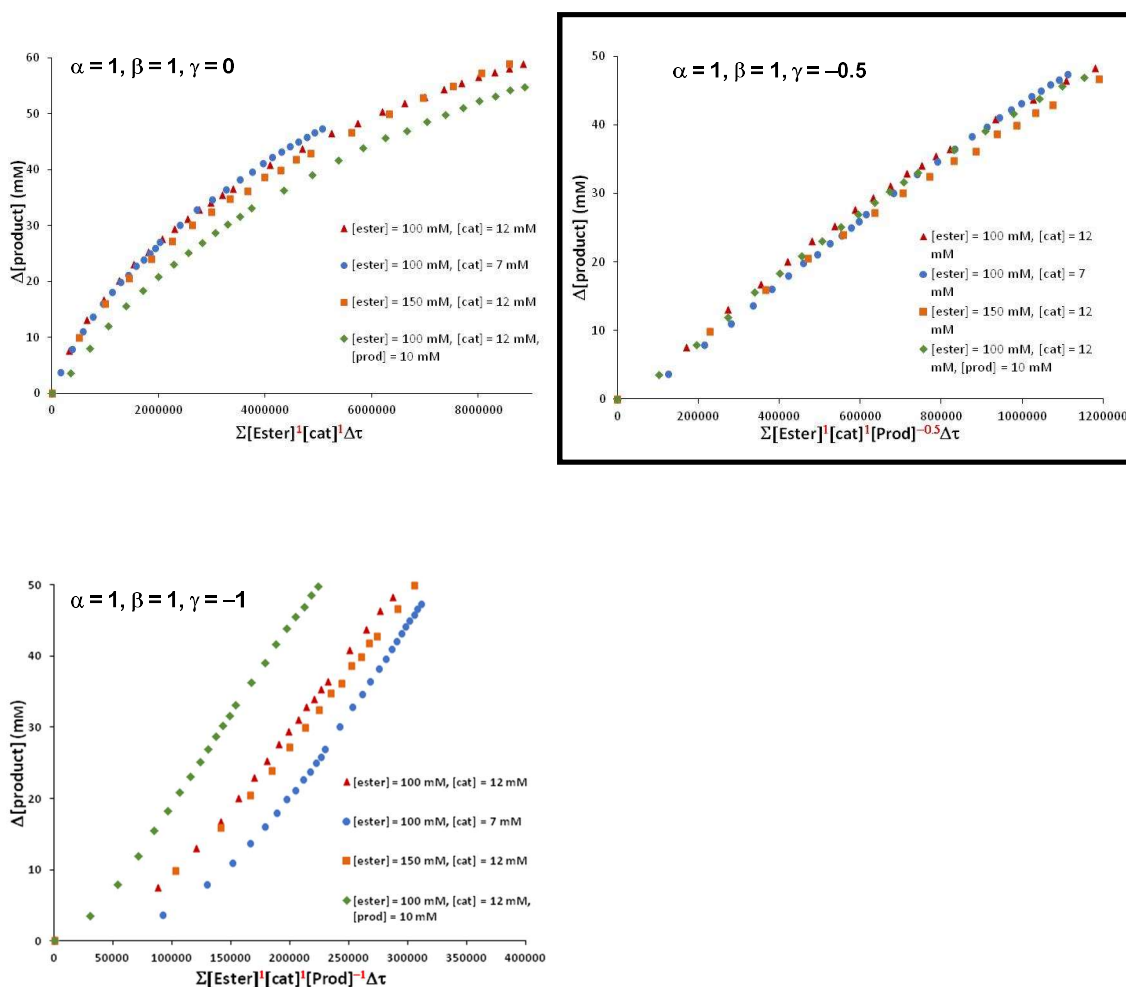 α = 1, β = 1, γ = 0
60
50
40
30
20
10
0
Δ[product] (mM)
[ester] = 100 mM, [cat] = 12 mM
[ester] = 100 mM, [cat] = 7 mM
[ester] = 150 mM, [cat] = 12 mM
[ester] = 100 mM, [cat] = 12 mM,
[prod] = 10 mM
0 2000000 4000000 6000000 8000000
Σ[Ester]¹[cat]¹Δτ
α = 1, β = 1, γ = –0.5
50
40
30
20
10
0
Δ[product] (mM)
[ester] = 100 mM, [cat] = 12
mM
[ester] = 100 mM, [cat] = 7
mM
[ester] = 150 mM, [cat] = 12
mM
[ester] = 100 mM, [cat] = 12
mM, [prod] = 10 mM
0 200000 400000 600000 800000 1000000 1200000
Σ[Ester]¹[cat]¹[Prod]⁻⁰·⁵Δτ
α = 1, β = 1, γ = –1
50
40
30
20
10
0
Δ[product] (mM)
[ester] = 100 mM, [cat] = 12 mM
[ester] = 100 mM, [cat] = 7 mM
[ester] = 150 mM, [cat] = 12 mM
[ester] = 100 mM, [cat] = 12 mM,
[prod] = 10 mM
0 50000 100000 150000 200000 250000 300000 350000 400000
Σ[Ester]¹[cat]¹[Prod]⁻¹Δτ